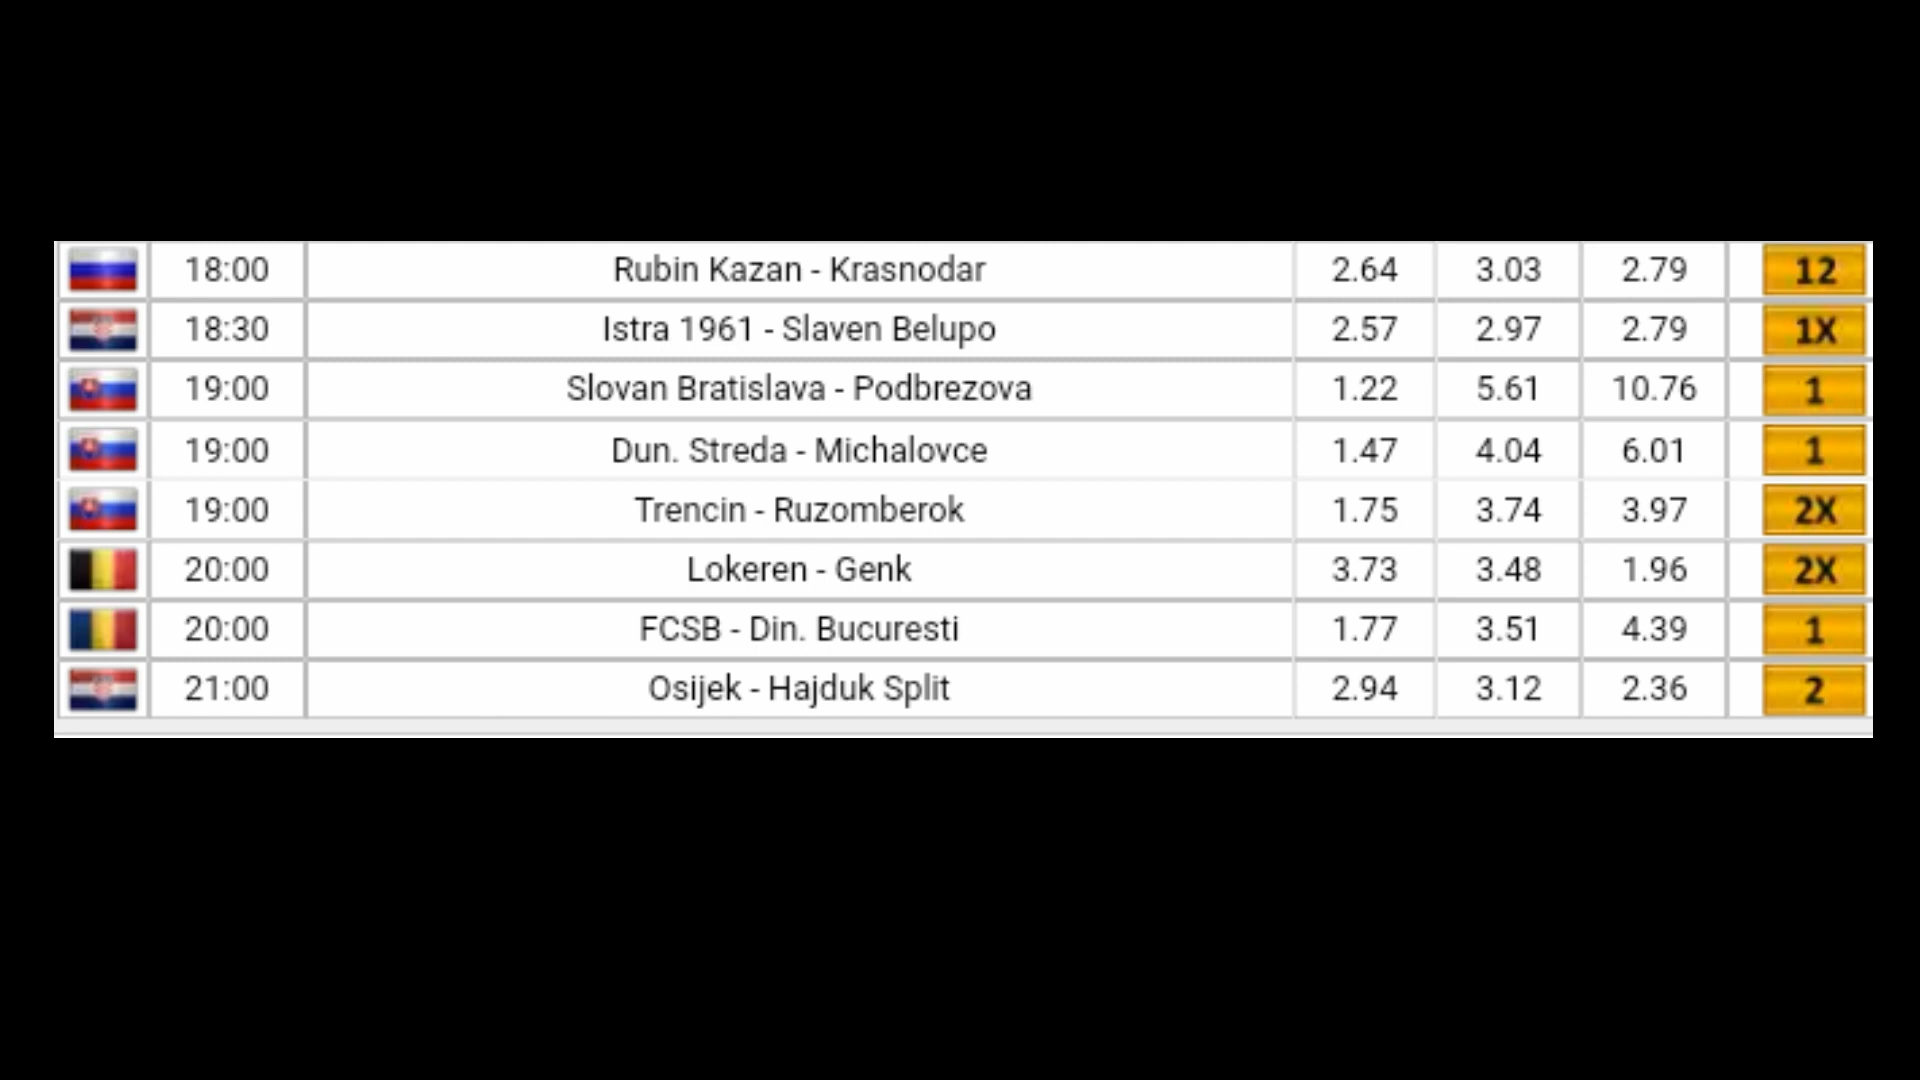 18:00 Rubin Kazan - Krasnodar 2.64 3.03 2.79 12
18:30 Istra 1961 - Slaven Belupo 2.57 2.97 2.79 1X
19:00 Slovan Bratislava - Podbrezova 1.22 5.61 10.76 1
19:00 Dun. Streda - Michalovce 1.47 4.04 6.01 1
19:00 Trencin - Ruzomberok 1.75 3.74 3.97 2X
20:00 Lokeren - Genk 3.73 3.48 1.96 2X
20:00 FCSB - Din. Bucuresti 1.77 3.51 4.39 1
21:00 Osijek - Hajduk Split 2.94 3.12 2.36 2